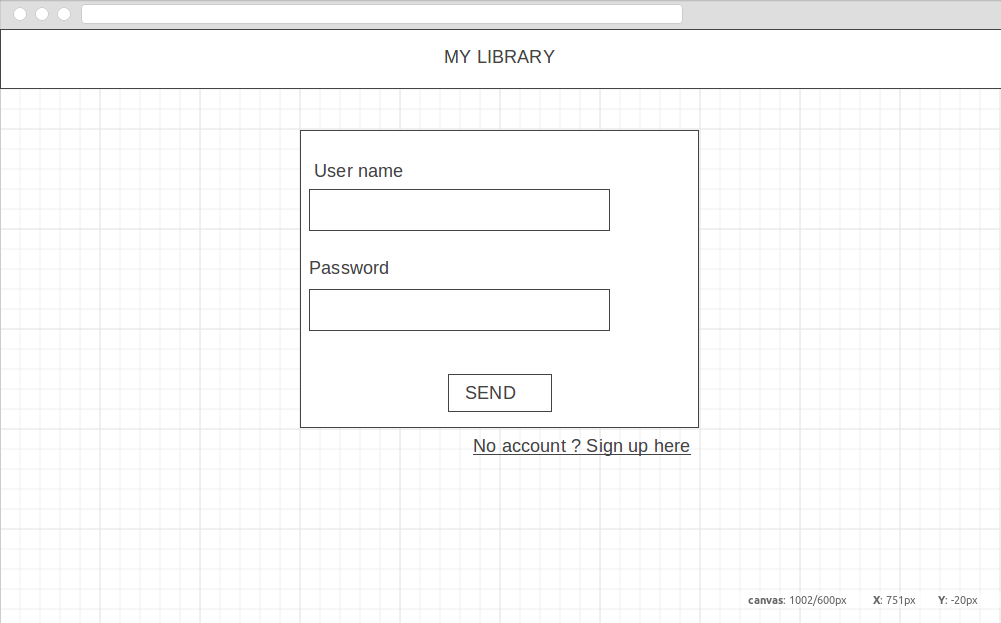 MY LIBRARY
User name
Password
SEND
No account ? Sign up here
canvas: 1002/600px X: 751px Y: -20px